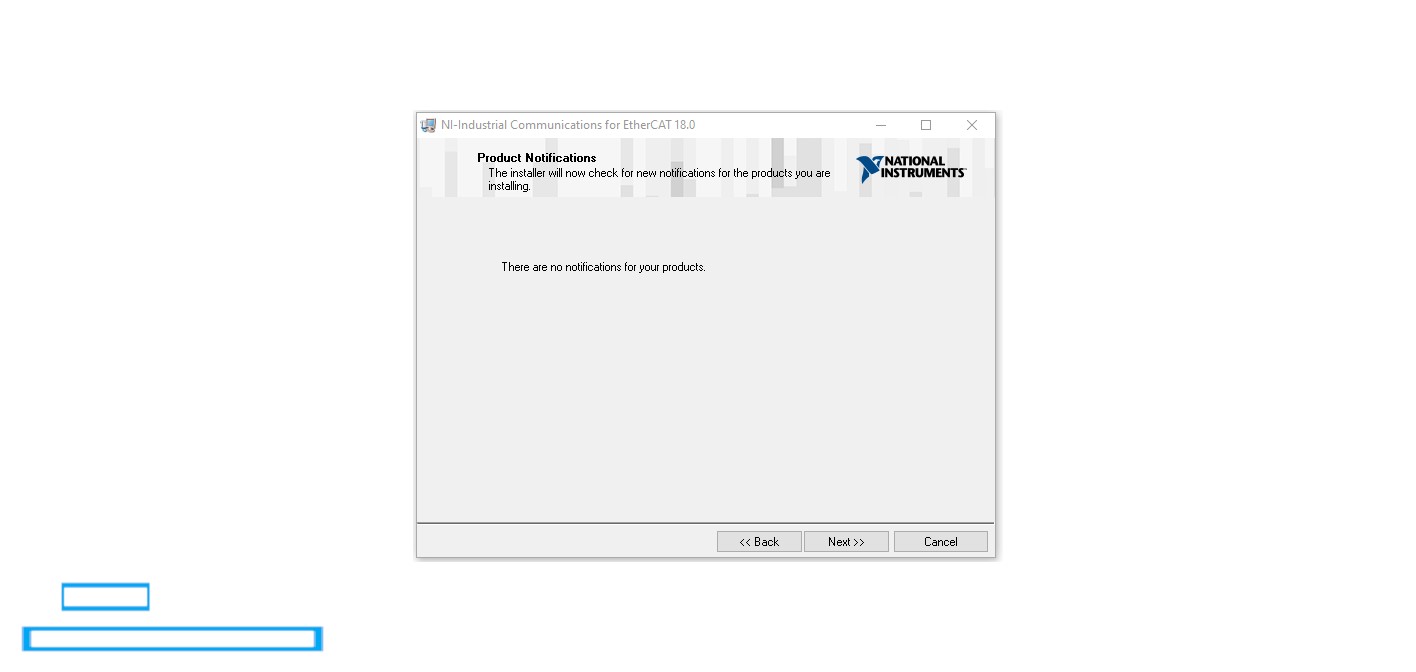 NI-Industrial Communications for EtherCAT 18.0
Product Notifications
The installer will now check for new notifications for the products you are
installing.
NATIONAL
INSTRUMENTS
There are no notifications for your products.
<< Back
Next >>
Cancel